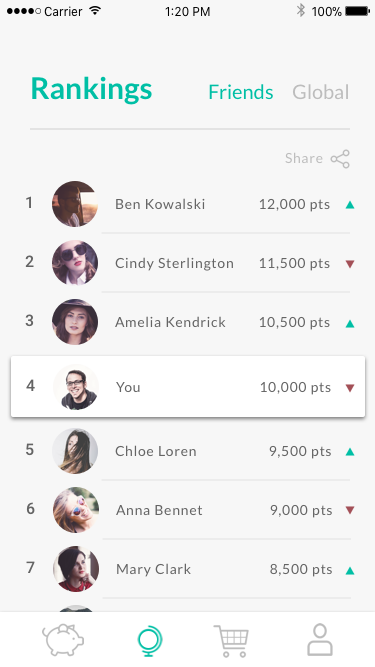 Carrier 1:20 PM 100%
Rankings Friends Global
Share
1 Ben Kowalski 12,000 pts
2 Cindy Sterlington 11,500 pts
3 Amelia Kendrick 10,500 pts
4 You 10,000 pts
5 Chloe Loren 9,500 pts
6 Anna Bennet 9,000 pts
7 Mary Clark 8,500 pts